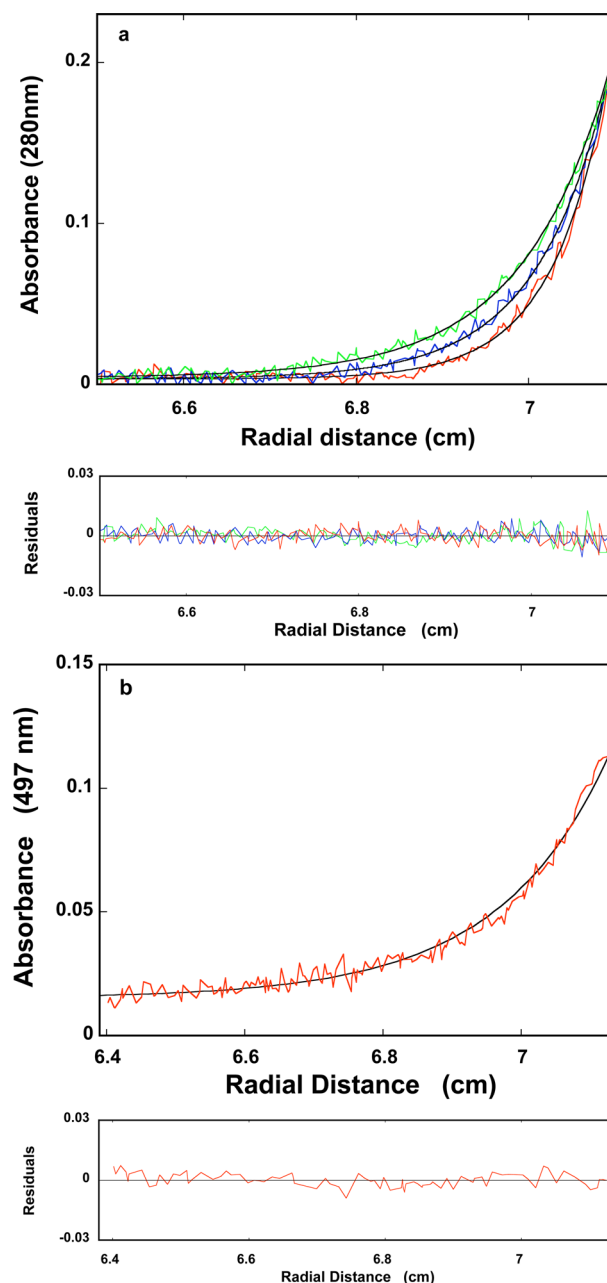 a
0.2
0.1
0
Absorbance (280nm)
6.6 6.8 7
Radial distance (cm)
0.03
0
-0.03
Residuals
6.6 6.8 7
Radial Distance (cm)
0.15
b
0.1
0.05
0
Absorbance (497 nm)
6.4 6.6 6.8 7
Radial Distance (cm)
0.03
0
-0.03
Residuals
6.4 6.6 6.8 7
Radial Distance (cm)